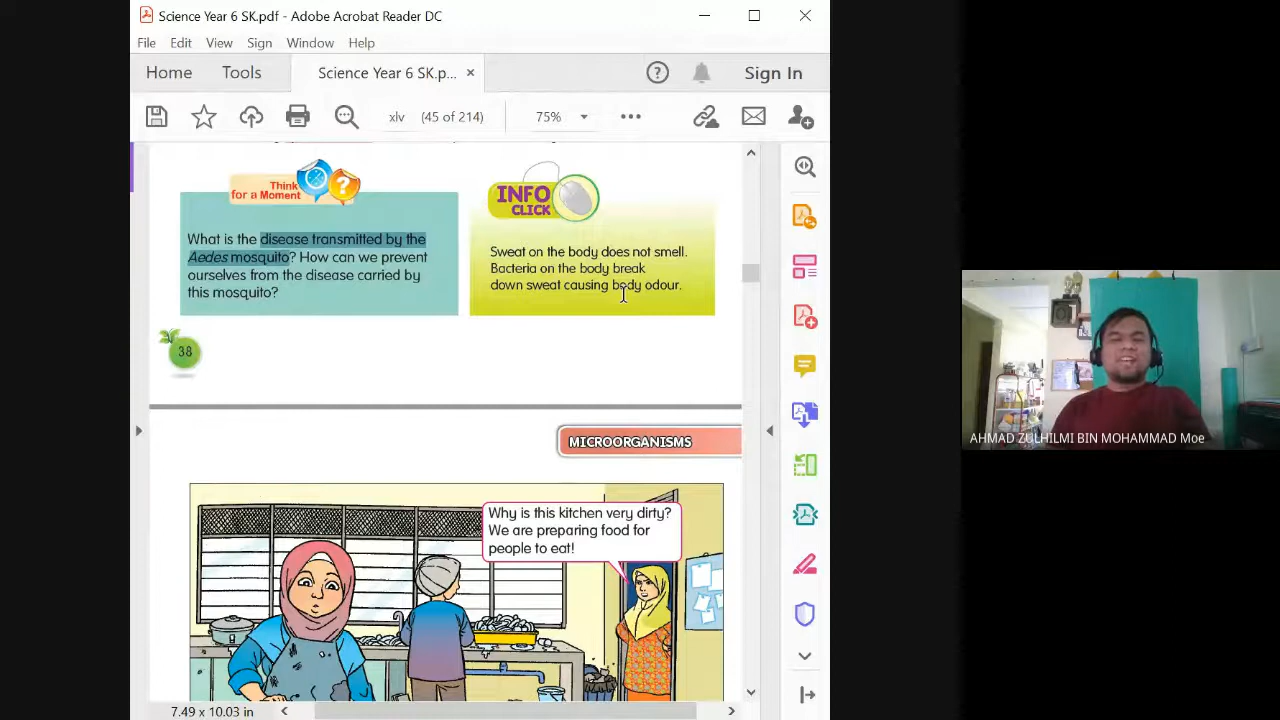 Science Year 6 SK.pdf - Adobe Acrobat Reader DC
File Edit View Sign Window Help
Home Tools Science Year 6 SK.p... × ? Sign In
xlv (45 of 214) 75%
Think
for a Moment
What is the disease transmitted by the
Aedes mosquito? How can we prevent
ourselves from the disease carried by
this mosquito?
INFO
CLICK
Sweat on the body does not smell.
Bacteria on the body break
down sweat causing body odour.
38
MICROORGANISMS
Why is this kitchen very dirty?
We are preparing food for
people to eat!
7.49 x 10.03 in
AHMAD ZULHILMI BIN MOHAMMAD Moe